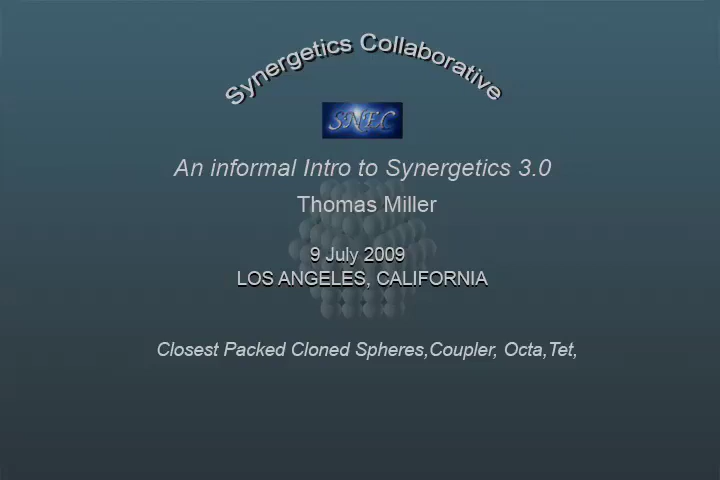 Synergetics Collaborative
SNEC
An informal Intro to Synergetics 3.0
Thomas Miller
9 July 2009
LOS ANGELES, CALIFORNIA
Closest Packed Cloned Spheres,Coupler, Octa,Tet,